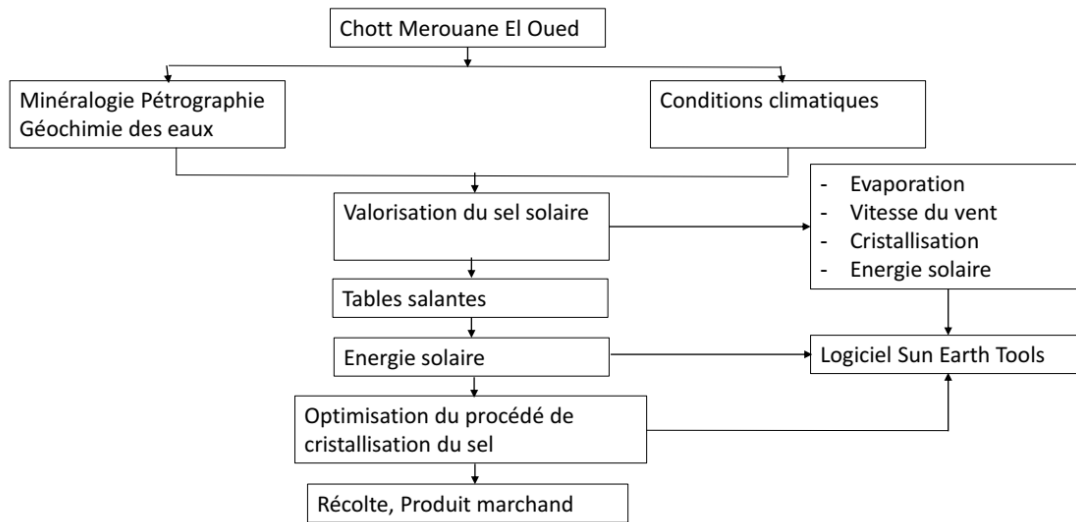 Chott Merouane El Oued
Minéralogie Pétrographie
Géochimie des eaux
Conditions climatiques
Valorisation du sel solaire
- Evaporation
- Vitesse du vent
- Cristallisation
- Energie solaire
Tables salantes
Energie solaire
Logiciel Sun Earth Tools
Optimisation du procédé de
cristallisation du sel
Récolte, Produit marchand